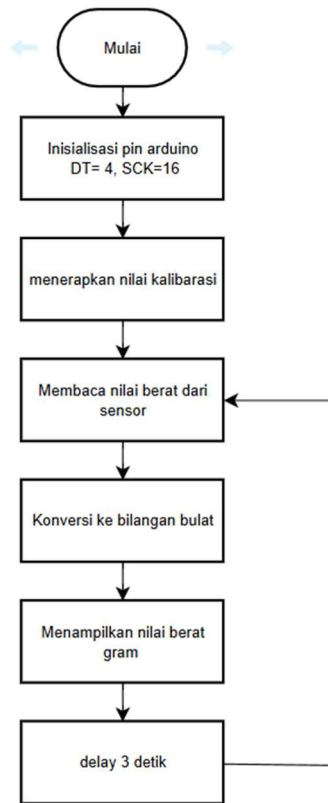 Mulai
Inisialisasi pin arduino
DT= 4, SCK=16
menerapkan nilai kalibarasi
Membaca nilai berat dari
sensor
Konversi ke bilangan bulat
Menampilkan nilai berat
gram
delay 3 detik